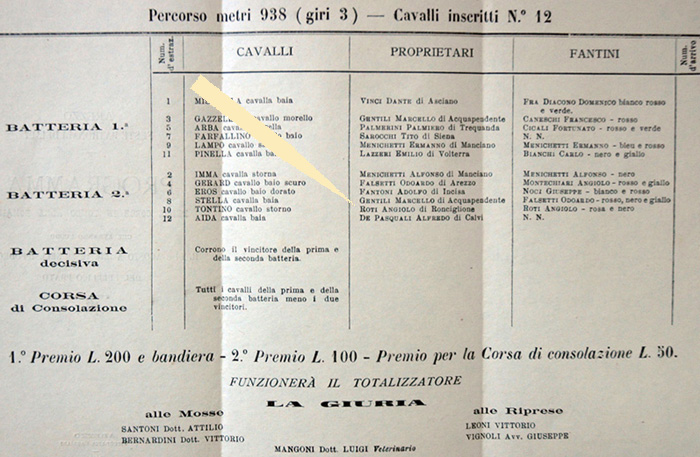 Percorso metri 938 (giri 3) — Cavalli inscritti N.° 12
Num. d'estraz. CAVALLI PROPRIETARI FANTINI Num. d'arrivo
BATTERIA 1.ª
1 cavalla baia VINCI DANTE di Asciano FRA DIACONO DOMENICO bianco rosso e verde.
3 cavallo morello GENTILI MARCELLO di Acquapendente CANESCHI FRANCESCO - rosso
5 ARBA PALMERINI PALMIERO di Trequanda CICALI FORTUNATO - rosso e verde
7 FARFALLINO baio SAROCCHI TITO di Siena N. N.
9 LAMPO cavallo MENICHETTI ERMANNO di Manciano MENICHETTI ERMANNO - bleu e rosso
11 PINELLA cavalla LAZZERI EMILIO di Volterra BIANCHI CARLO - nero e giallo
BATTERIA 2.ª
2 IMMA cavalla storna MENICHETTI ALFONSO di Manciano MENICHETTI ALFONSO - nero
4 GERARD cavallo baio scuro FALSETTI ODOARDO di Arezzo MONTECHIARI ANGIOLO - rosso e giallo
6 EROS cavallo baio dorato FANTONI ADOLFO di Incisa NOCI GIUSEPPE - bianco e rosso
8 STELLA cavalla baia GENTILI MARCELLO di Acquapendente FALSETTI ODOARDO - rosso, nero e giallo
10 TONTINO cavallo storno ROTI ANGIOLO di Ronciglione ROTI ANGIOLO - rosa e nero
12 AIDA cavalla baia DE PASQUALI ALFREDO di Calvi N. N.
BATTERIA decisiva
Corrono il vincitore della prima e
della seconda batteria.
CORSA di Consolazione
Tutti i cavalli della prima e della
seconda batteria meno i due
vincitori.
1.° Premio L. 200 e bandiera - 2.° Premio L. 100 - Premio per la Corsa di consolazione L. 50.
FUNZIONERÀ IL TOTALIZZATORE
LA GIURIA
alle Mosse
SANTONI Dott. ATTILIO
BERNARDINI Dott. VITTORIO
alle Riprese
LEONI VITTORIO
VIGNOLI Avv. GIUSEPPE
MANGONI Dott. LUIGI Veterinario